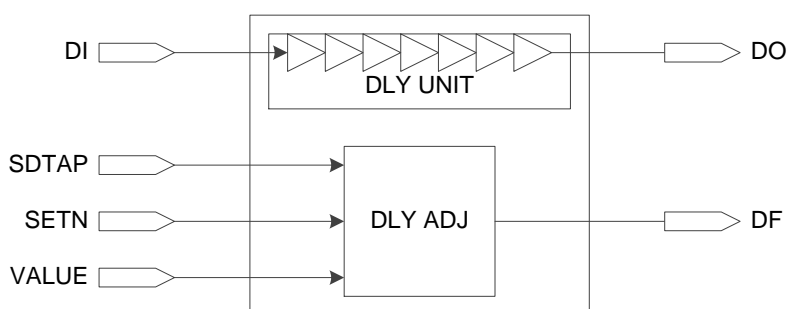 DI
DO
DLY UNIT
SDTAP
SETN
DLY ADJ
DF
VALUE